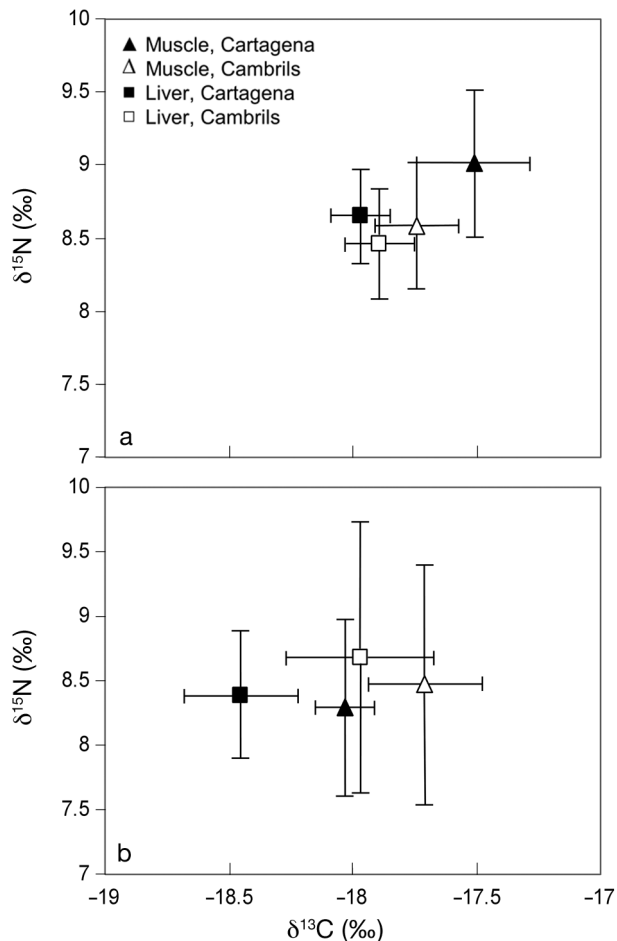 10
Muscle, Cartagena
Muscle, Cambrils
9.5
Liver, Cartagena
Liver, Cambrils
9
8.5
8
7.5
7
δ15N (‰)
a
10
9.5
9
8.5
8
7.5
7
δ15N (‰)
b
–19
–18.5
–18
–17.5
–17
δ13C (‰)